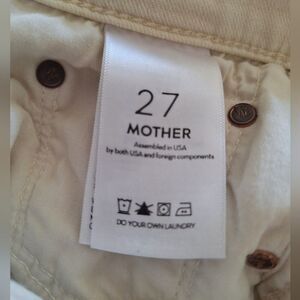 27
MOTHER
Assembled in USA
by both USA and foreign components
DO YOUR OWN LAUNDRY